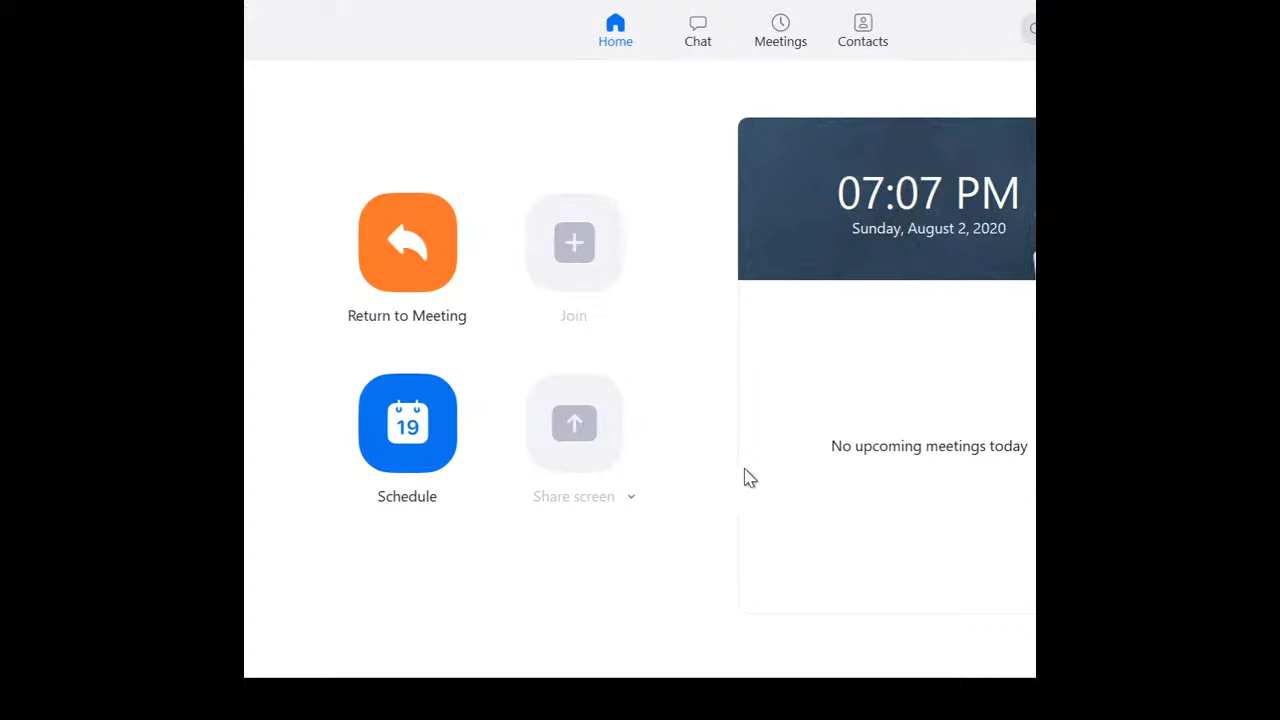 Home
Chat
Meetings
Contacts
07:07 PM
Sunday, August 2, 2020
Return to Meeting
Join
19
Schedule
Share screen
No upcoming meetings today